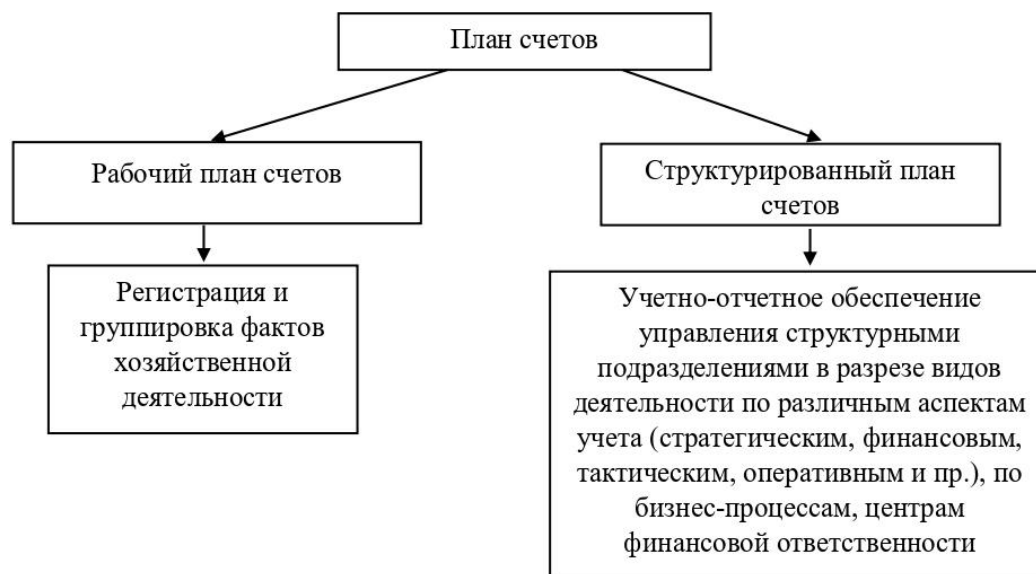 План счетов
Рабочий план счетов
Структурированный план
счетов
Регистрация и
группировка фактов
хозяйственной
деятельности
Учетно-отчетное обеспечение
управления структурными
подразделениями в разрезе видов
деятельности по различным аспектам
учета (стратегическим, финансовым,
тактическим, оперативным и пр.), по
бизнес-процессам, центрам
финансовой ответственности